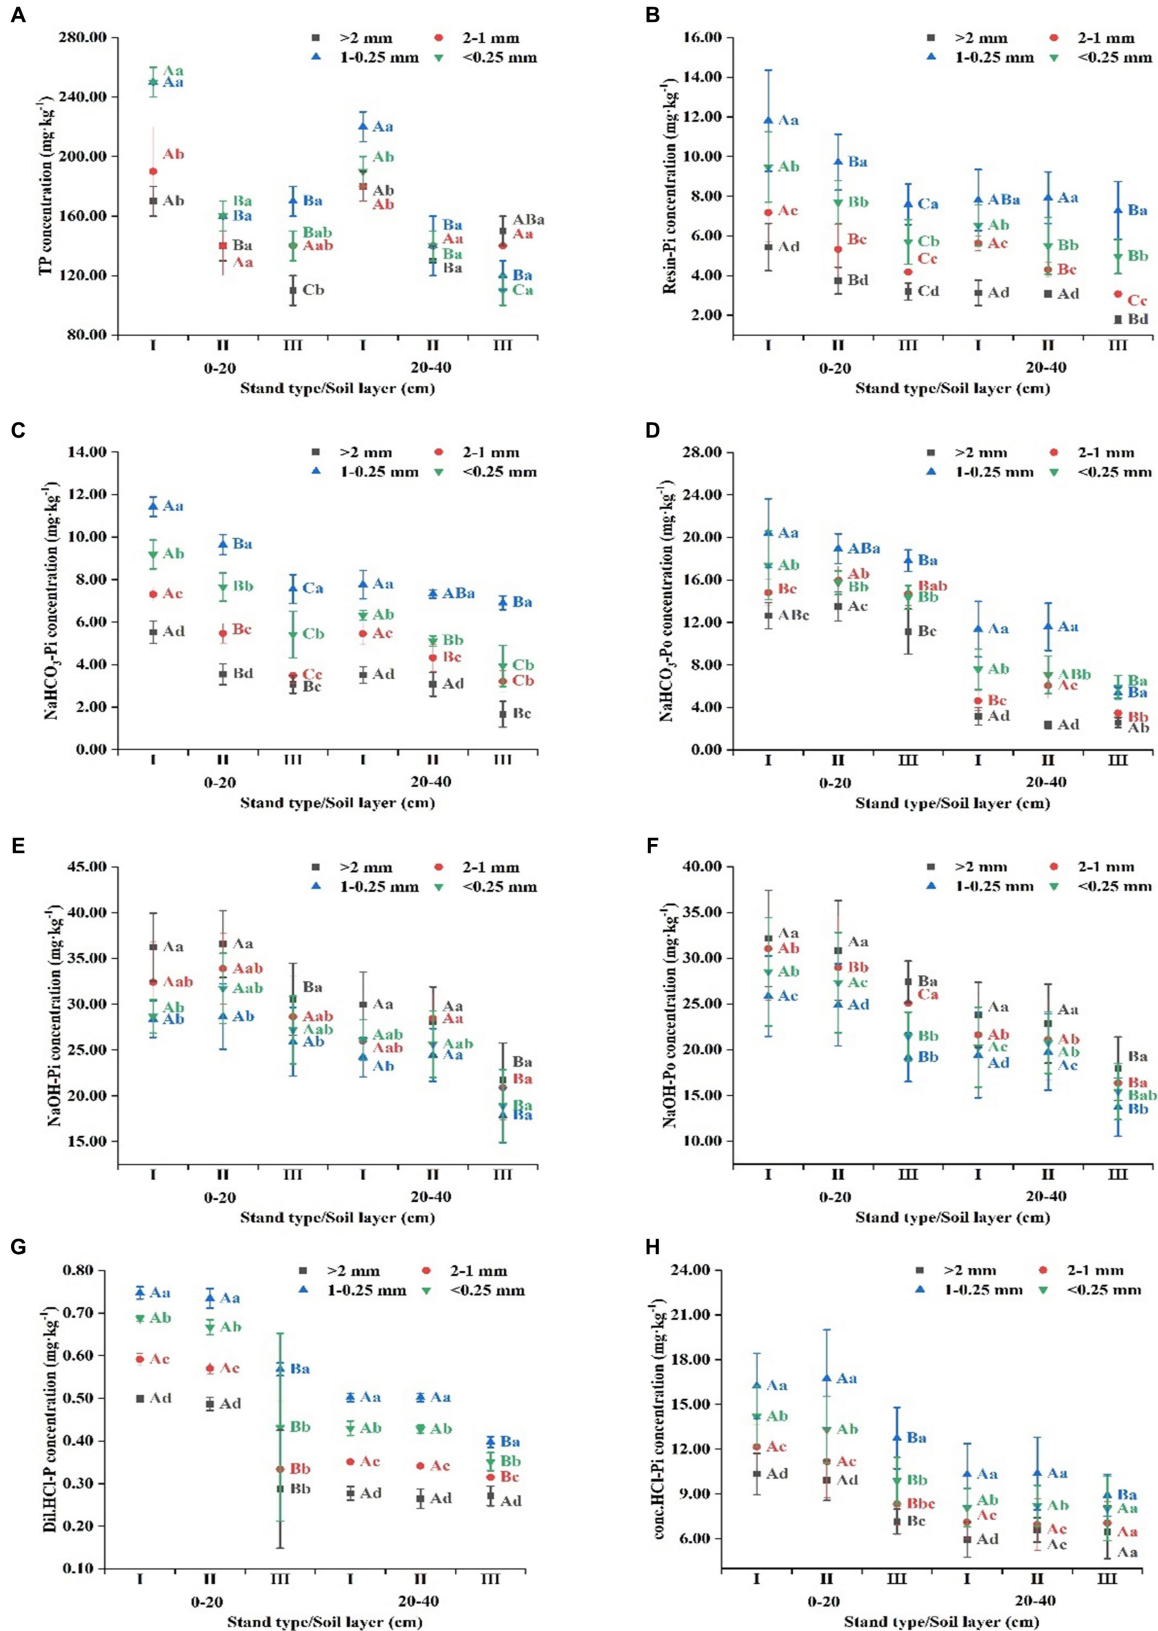 A
>2 mm 2-1 mm
1-0.25 mm <0.25 mm
TP concentration (mg·kg⁻¹)
280.00
240.00
200.00
160.00
120.00
80.00
Aa
Aa
Ab
Ab
Ba
Ba
Ba
Aa
Ba
Bab
Aab
Cb
Aa
Ab
Ab
Ab
Ba
Aa
Ba
Ba
ABa
Aa
Ba
Ca
I II III I II III
0-20 20-40
Stand type/Soil layer (cm)
B
>2 mm 2-1 mm
1-0.25 mm <0.25 mm
Resin-Pi concentration (mg·kg⁻¹)
16.00
14.00
12.00
10.00
8.00
6.00
4.00
2.00
Aa
Ab
Ac
Ad
Ba
Bb
Bc
Bd
Ca
Cb
Cc
Cd
ABa
Ab
Ac
Ad
Aa
Bb
Bc
Ad
Ba
Bb
Cc
Bd
I II III I II III
0-20 20-40
Stand type/Soil layer (cm)
C
>2 mm 2-1 mm
1-0.25 mm <0.25 mm
NaHCO₃-Pi concentration (mg·kg⁻¹)
14.00
12.00
10.00
8.00
6.00
4.00
2.00
0.00
Aa
Ab
Ac
Ad
Ba
Bb
Bc
Bd
Ca
Cb
Cc
Bc
Aa
Ab
Ac
Ad
ABa
Bb
Bc
Ad
Ba
Cb
Cb
Bc
I II III I II III
0-20 20-40
Stand type/Soil layer (cm)
D
>2 mm 2-1 mm
1-0.25 mm <0.25 mm
NaHCO₃-Po concentration (mg·kg⁻¹)
28.00
24.00
20.00
16.00
12.00
8.00
4.00
0.00
Aa
Ab
Bc
ABc
ABa
Ab
Bb
Ac
Ba
Bab
Bb
Bc
Aa
Ab
Ac
Ad
Aa
ABb
Ac
Ad
Ba
Ba
Bb
Ab
I II III I II III
0-20 20-40
Stand type/Soil layer (cm)
E
>2 mm 2-1 mm
1-0.25 mm <0.25 mm
NaOH-Pi concentration (mg·kg⁻¹)
45.00
40.00
35.00
30.00
25.00
20.00
15.00
Aa
Aab
Ab
Ab
Aa
Aab
Aab
Ab
Ba
Aab
Aab
Ab
Aa
Aab
Aab
Ab
Aa
Aa
Aab
Aa
Ba
Ba
Ba
Ba
I II III I II III
0-20 20-40
Stand type/Soil layer (cm)
F
>2 mm 2-1 mm
1-0.25 mm <0.25 mm
NaOH-Po concentration (mg·kg⁻¹)
40.00
35.00
30.00
25.00
20.00
15.00
10.00
Aa
Ab
Ab
Ac
Aa
Bb
Ac
Ad
Ba
Ca
Bb
Bb
Aa
Ab
Ac
Ad
Aa
Ab
Ab
Ac
Ba
Ba
Bab
Bb
I II III I II III
0-20 20-40
Stand type/Soil layer (cm)
G
>2 mm 2-1 mm
1-0.25 mm <0.25 mm
Dil.HCl-P concentration (mg·kg⁻¹)
0.80
0.70
0.60
0.50
0.40
0.30
0.20
0.10
Aa
Ab
Ac
Ad
Aa
Ab
Ac
Ad
Ba
Bb
Bb
Bb
Aa
Ab
Ac
Ad
Aa
Ab
Ac
Ad
Ba
Bb
Bc
Ad
I II III I II III
0-20 20-40
Stand type/Soil layer (cm)
H
>2 mm 2-1 mm
1-0.25 mm <0.25 mm
conc.HCl-Pi concentration (mg·kg⁻¹)
24.00
21.00
18.00
15.00
12.00
9.00
6.00
Aa
Ab
Ac
Ad
Aa
Ab
Ac
Ad
Ba
Bb
Bbc
Bc
Aa
Ab
Ac
Ad
Aa
Ab
Ac
Ac
Ba
Aa
Aa
Aa
I II III I II III
0-20 20-40
Stand type/Soil layer (cm)